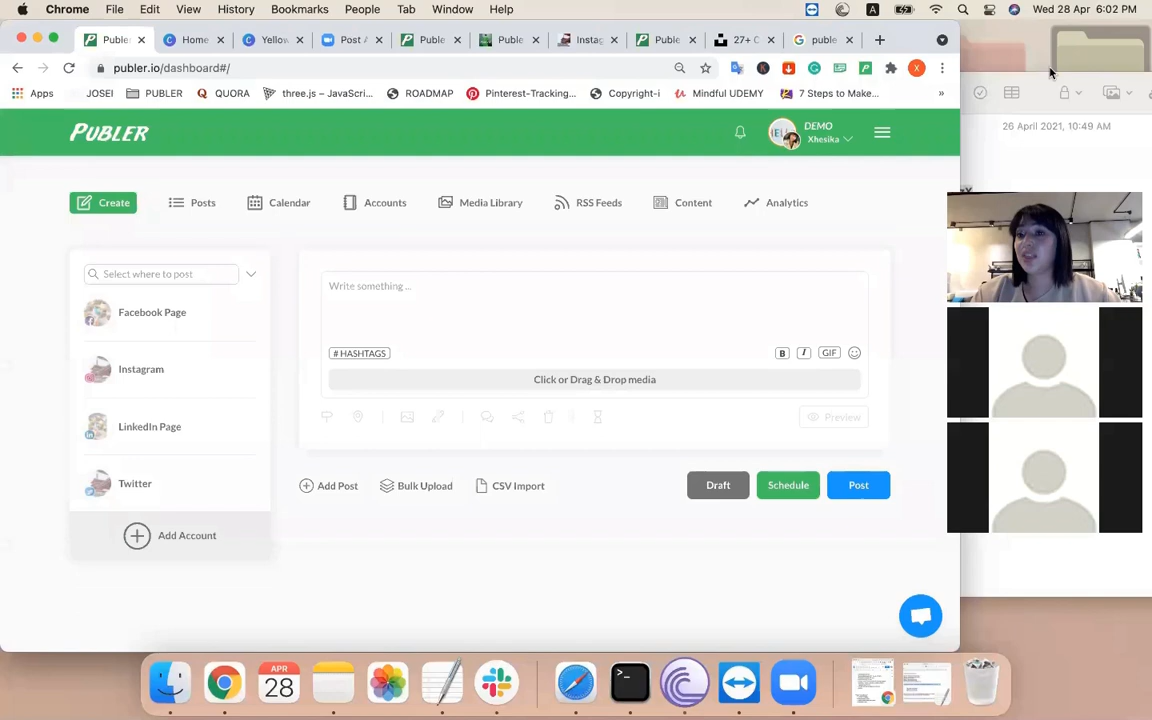 Chrome File Edit View History Bookmarks People Tab Window Help A Wed 28 Apr 6:02 PM
Publer Home Yellow Post A Publer Publer Instag Publer 27+ C publer
publer.io/dashboard#/
Apps JOSEI PUBLER QUORA three.js – JavaScri... ROADMAP Pinterest-Tracking... Copyright-i Mindful UDEMY 7 Steps to Make... »
26 April 2021, 10:49 AM
PUBLER
DEMO
Xhesika
Create Posts Calendar Accounts Media Library RSS Feeds Content Analytics
Select where to post
Facebook Page
Instagram
LinkedIn Page
Twitter
Add Account
Write something ..
# HASHTAGS B I GIF
Click or Drag & Drop media
Preview
Add Post Bulk Upload CSV Import Draft Schedule Post
APR
28